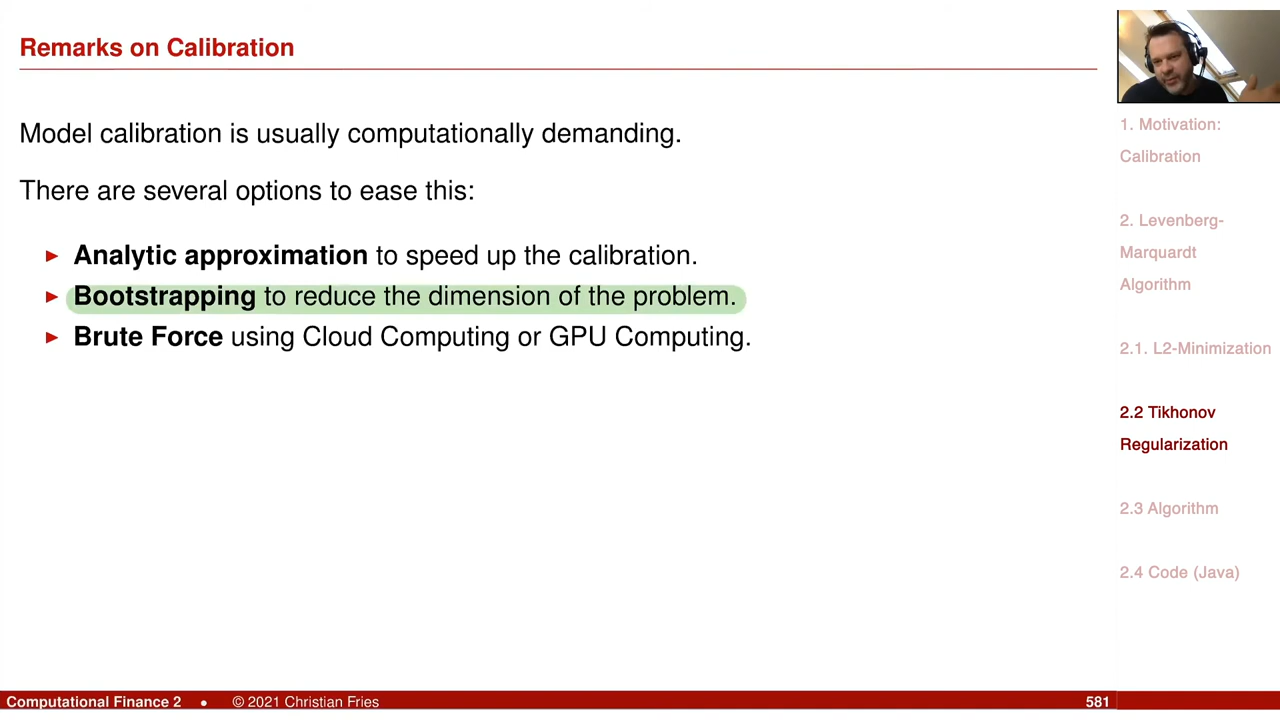 Remarks on Calibration
Model calibration is usually computationally demanding.
There are several options to ease this:
► Analytic approximation to speed up the calibration.
► Bootstrapping to reduce the dimension of the problem.
► Brute Force using Cloud Computing or GPU Computing.
1. Motivation:
Calibration
2. Levenberg-
Marquardt
Algorithm
2.1. L2-Minimization
2.2 Tikhonov
Regularization
2.3 Algorithm
2.4 Code (Java)
Computational Finance 2 • © 2021 Christian Fries 581